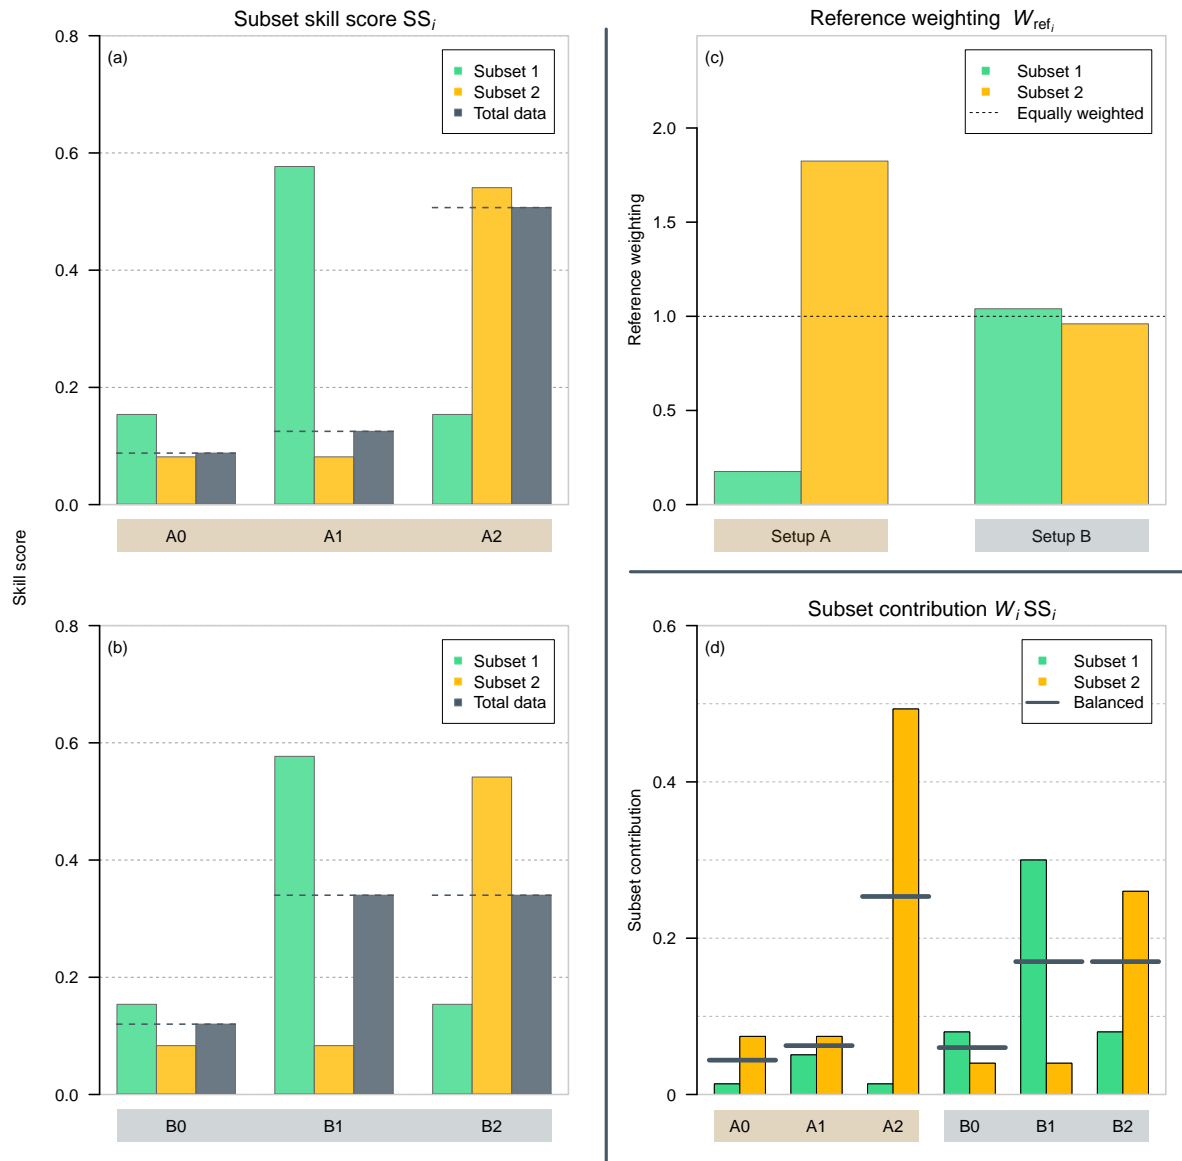 Subset skill score SSi
(a)
Subset 1
Subset 2
Total data
0.8
0.6
0.4
0.2
0.0
A0 A1 A2
Skill score
(b)
Subset 1
Subset 2
Total data
0.8
0.6
0.4
0.2
0.0
B0 B1 B2
Reference weighting Wrefi
(c)
Subset 1
Subset 2
Equally weighted
Reference weighting
2.0
1.5
1.0
0.5
0.0
Setup A Setup B
Subset contribution Wi SSi
(d)
Subset 1
Subset 2
Balanced
Subset contribution
0.6
0.4
0.2
0
A0 A1 A2 B0 B1 B2